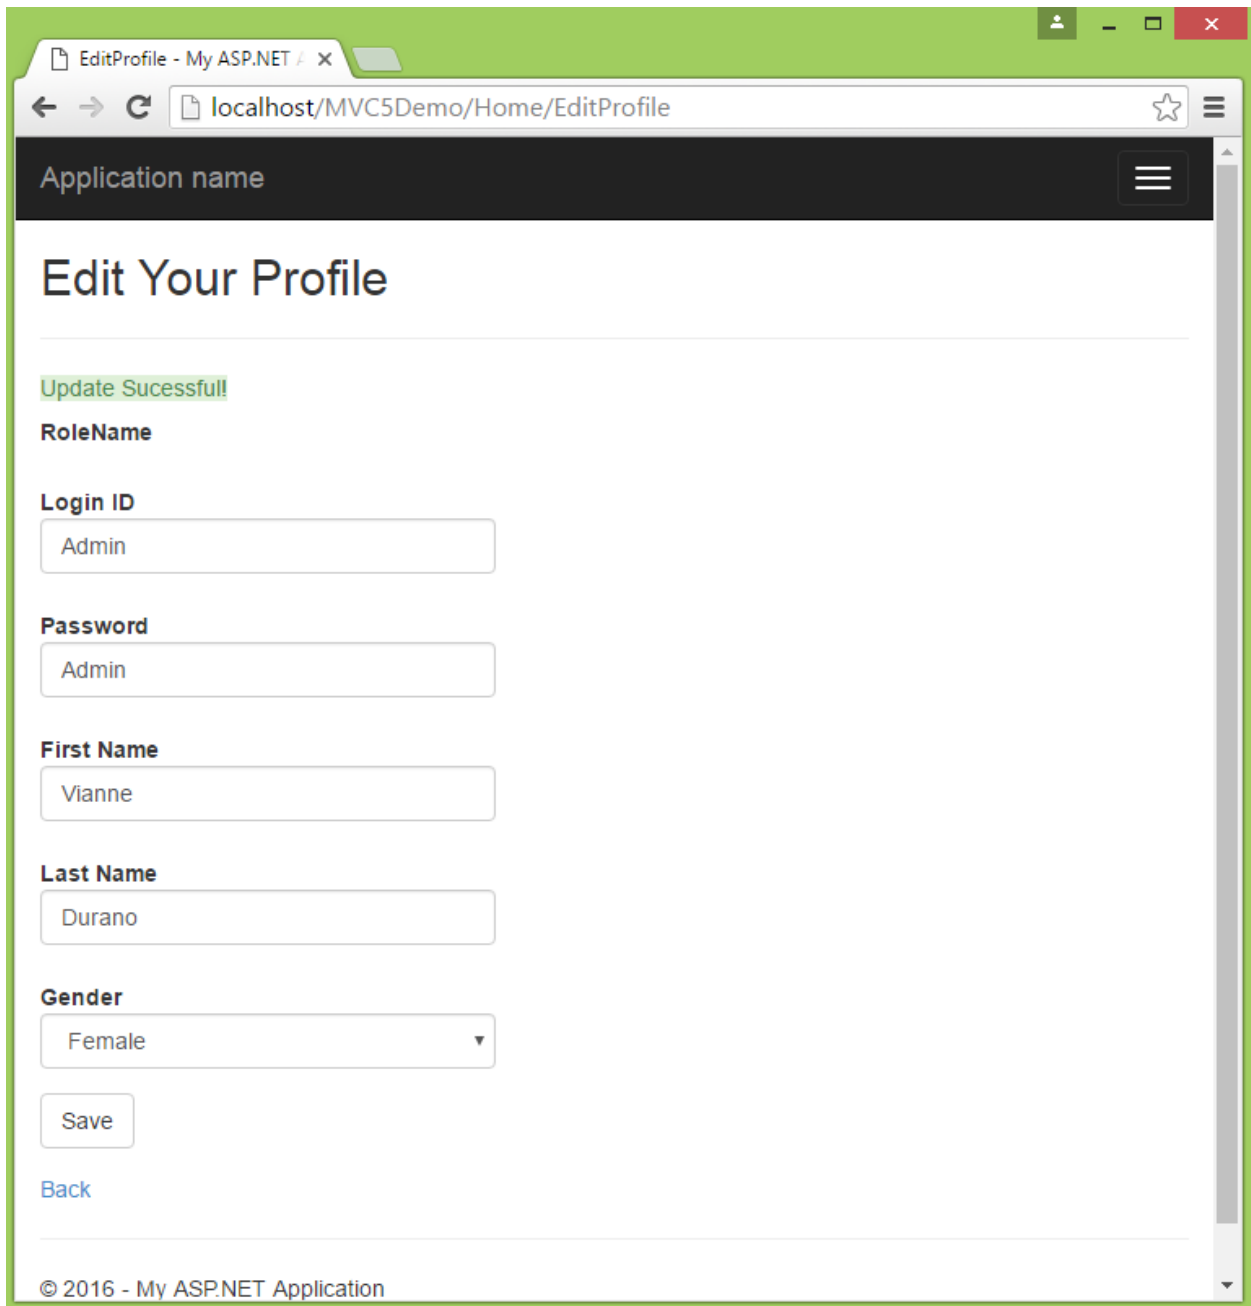 EditProfile - My ASP.NET A
localhost/MVC5Demo/Home/EditProfile
Application name
Edit Your Profile
Update Sucessful!
RoleName
Login ID
Admin
Password
Admin
First Name
Vianne
Last Name
Durano
Gender
Female
Save
Back
© 2016 - My ASP.NET Application